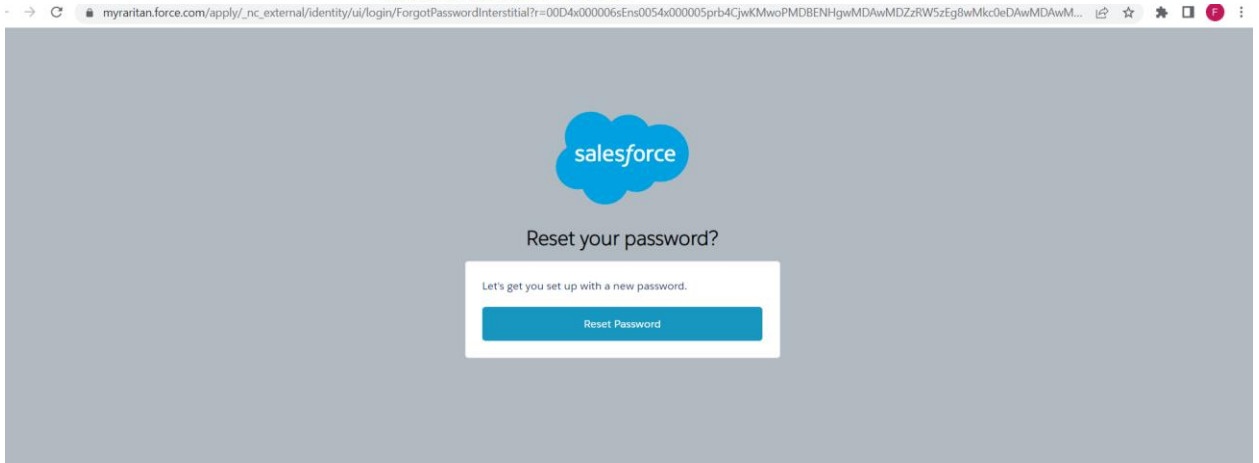 myraritan.force.com/apply/_nc_external/identity/ui/login/ForgotPasswordInterstitial?r=00D4x000006sEns0054x000005prb4CjwKMwoPMDBENHgwMDAwMDZzRW5zEg8wMkc0eDAwMDAwM...
F
salesforce
Reset your password?
Let's get you set up with a new password.
Reset Password